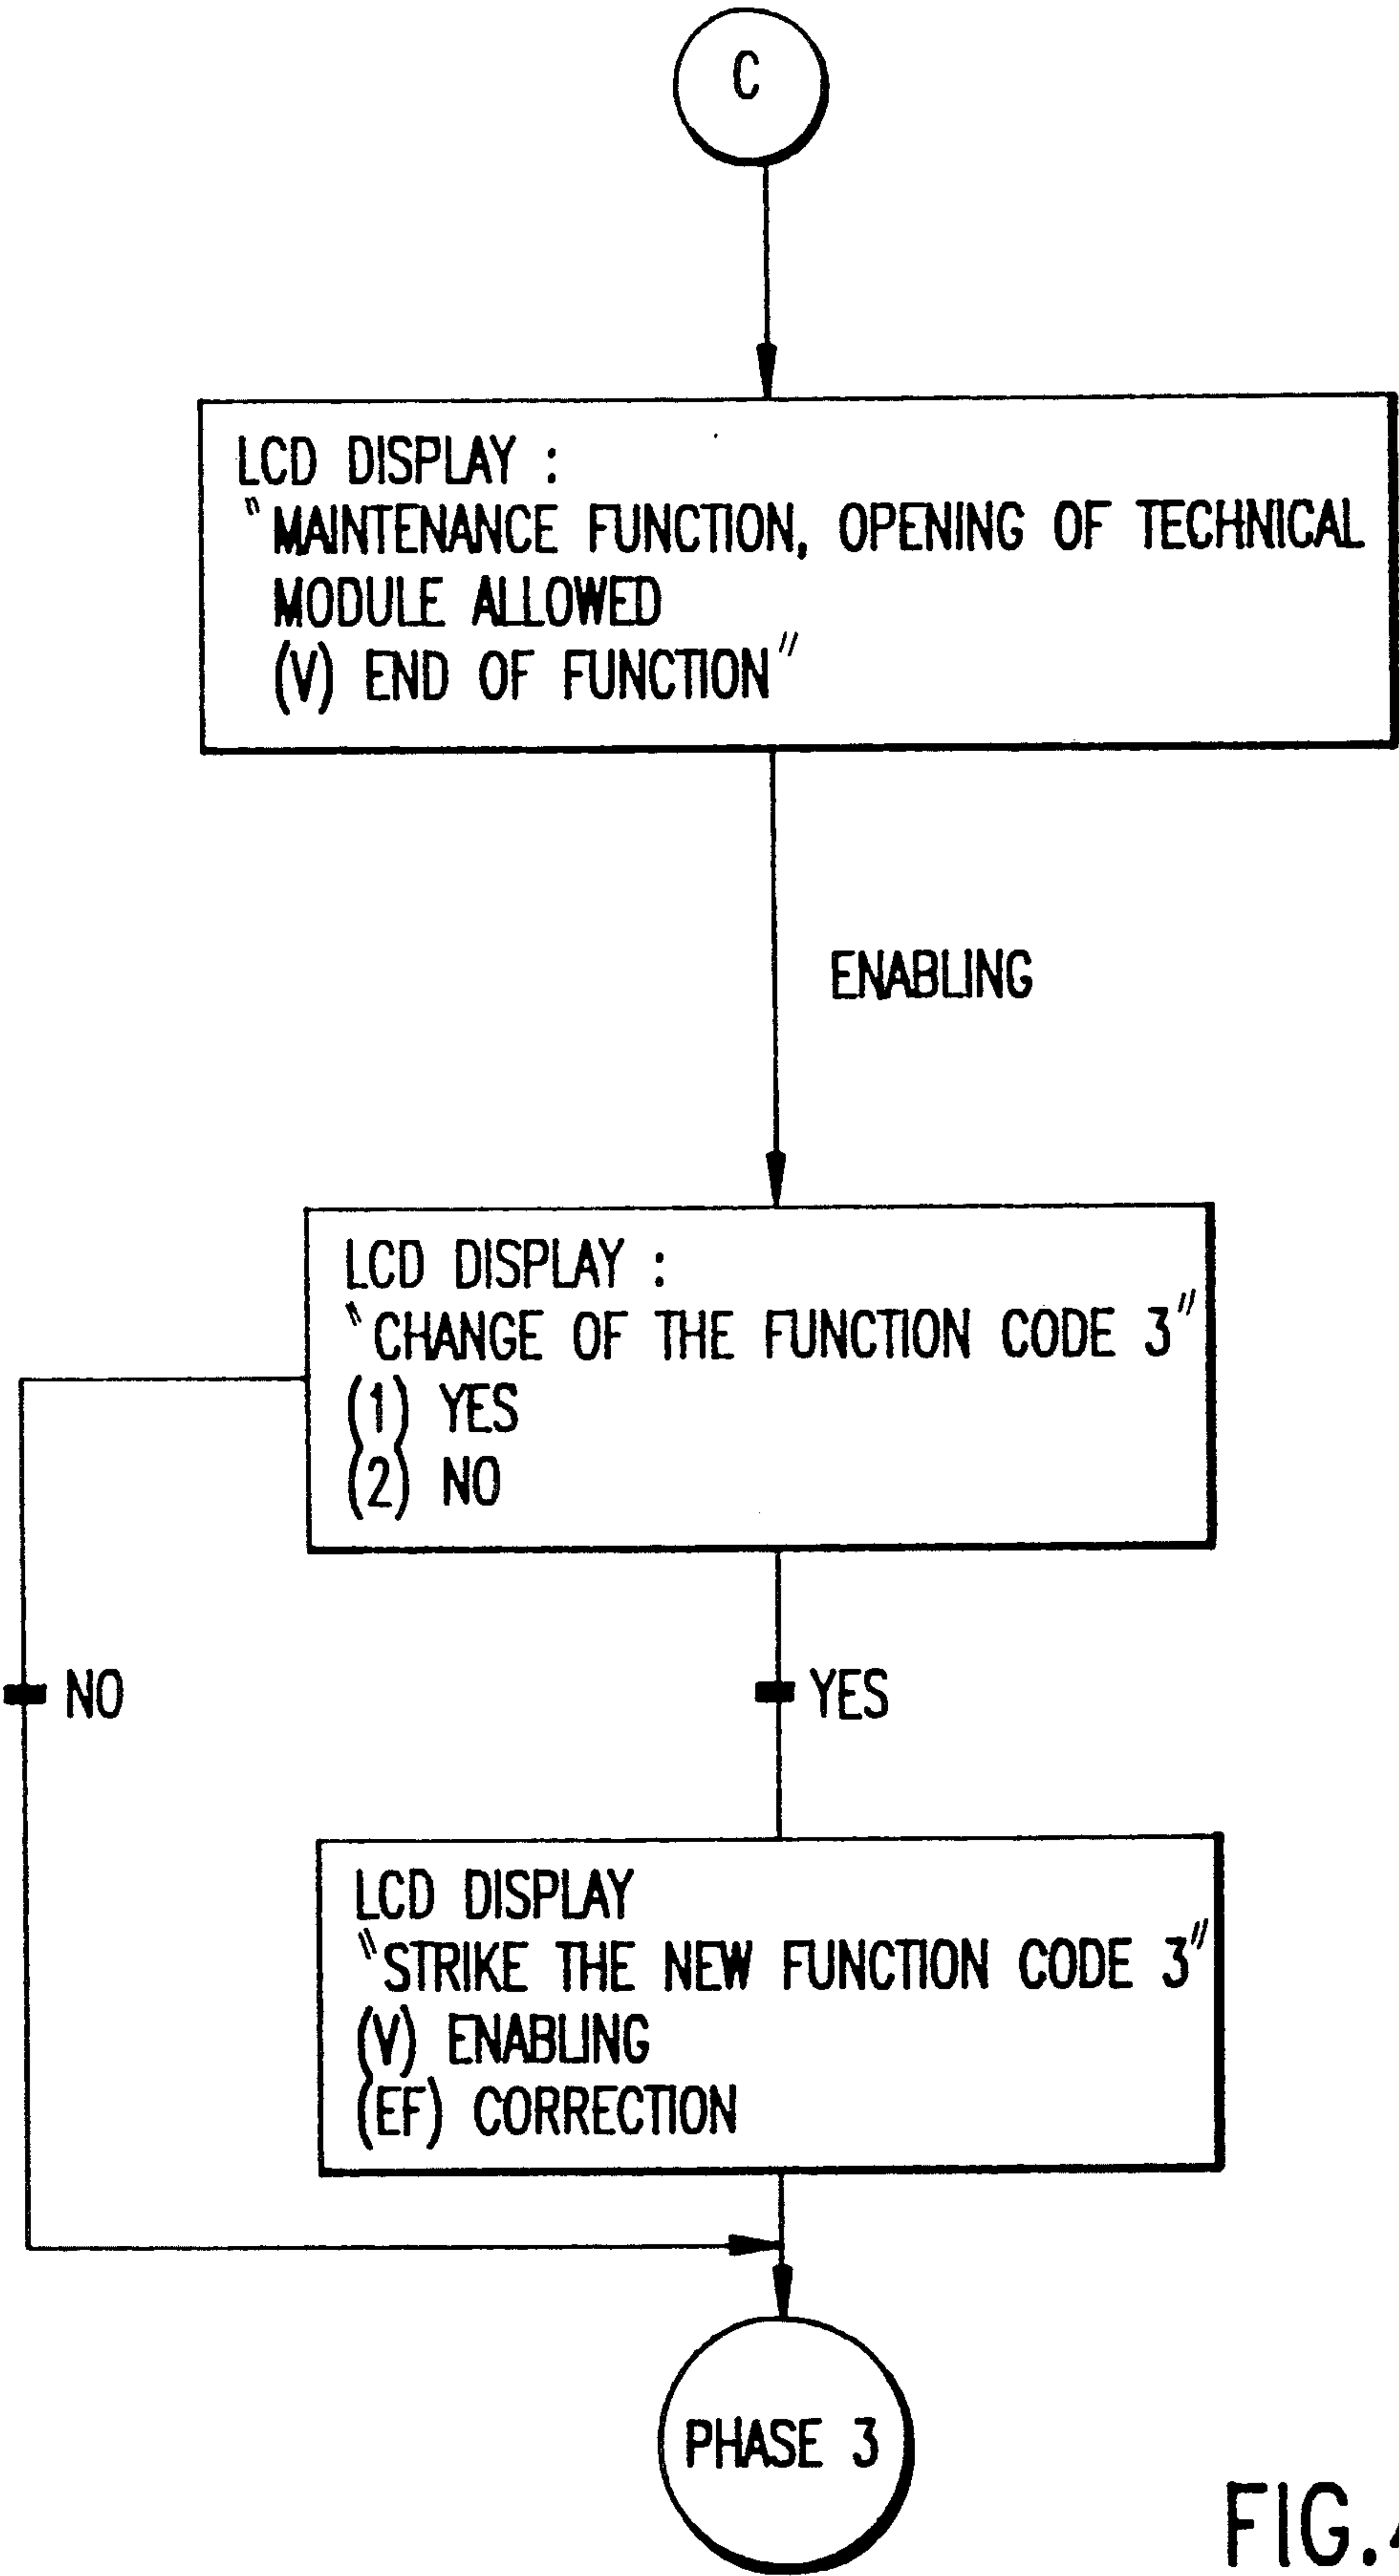 C
LCD DISPLAY :
"MAINTENANCE FUNCTION, OPENING OF TECHNICAL
MODULE ALLOWED
(V) END OF FUNCTION"
ENABLING
LCD DISPLAY :
"CHANGE OF THE FUNCTION CODE 3"
(1) YES
(2) NO
NO
YES
LCD DISPLAY
"STRIKE THE NEW FUNCTION CODE 3"
(V) ENABLING
(EF) CORRECTION
PHASE 3
FIG.